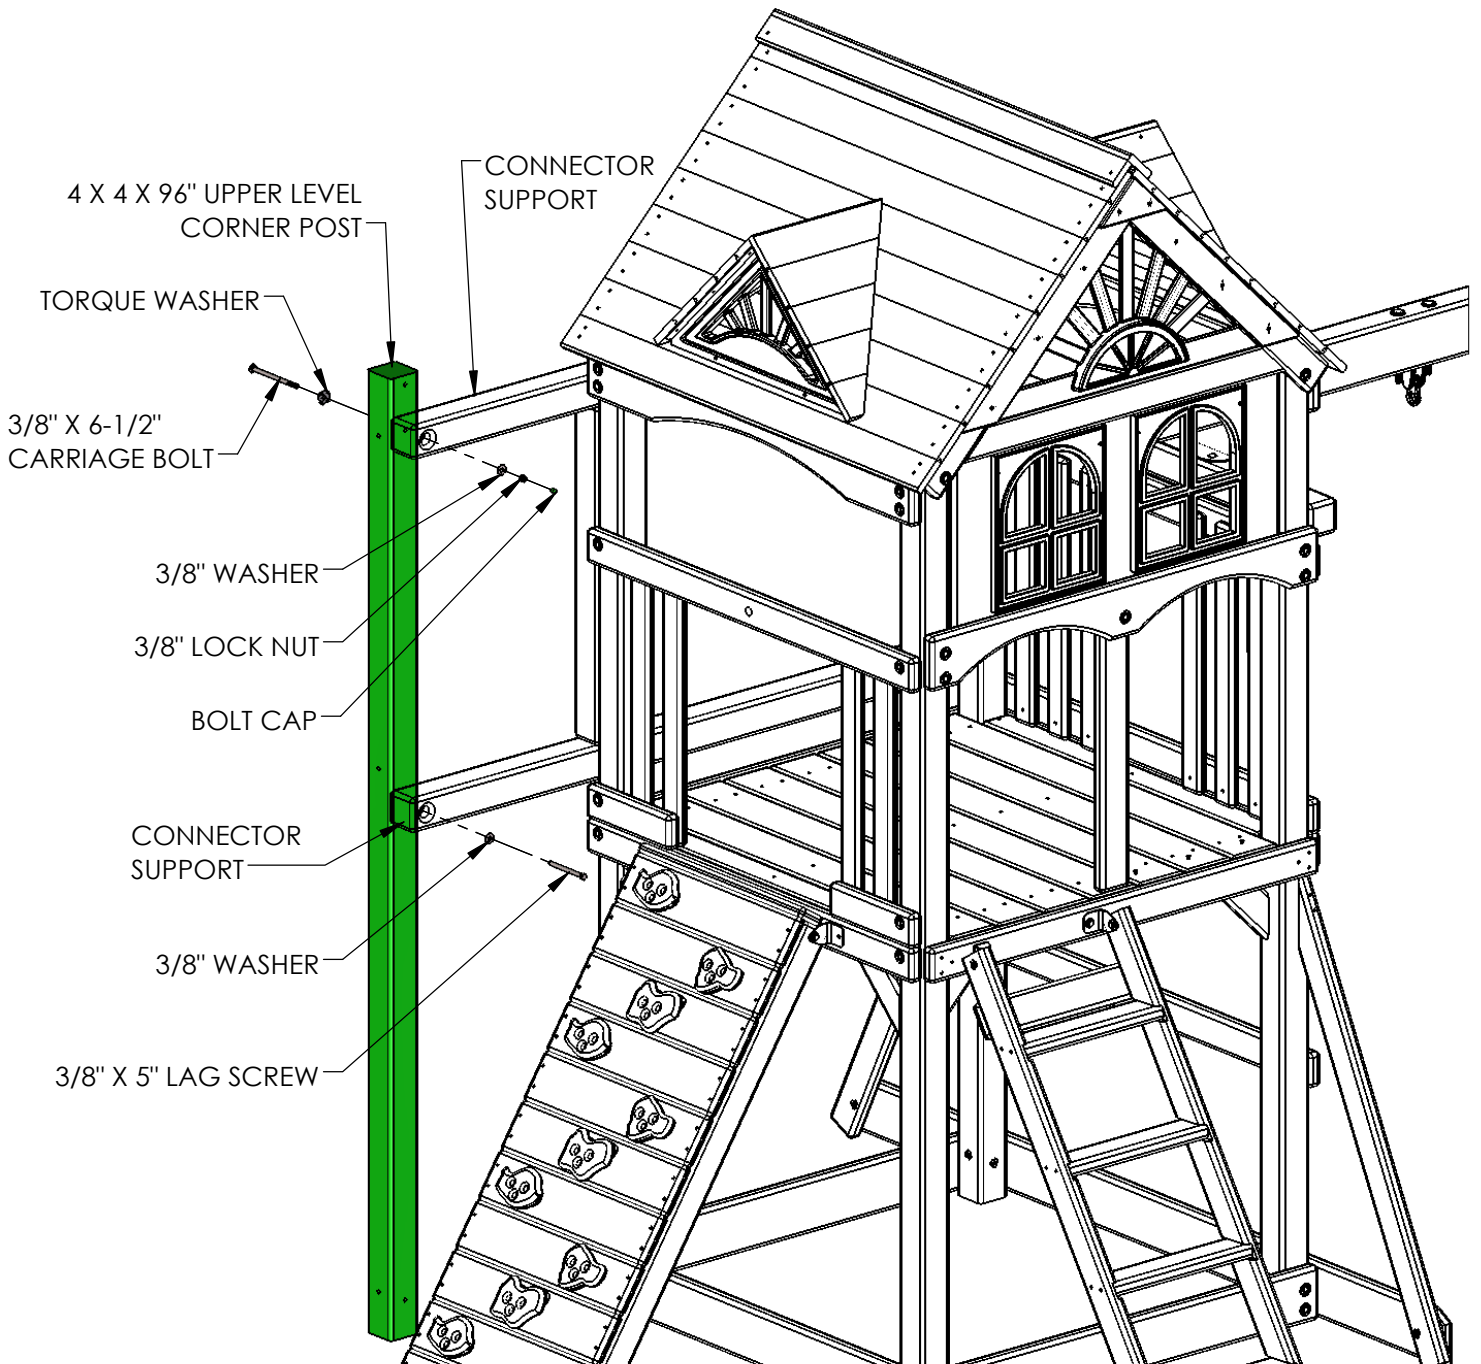 CONNECTOR
SUPPORT
4 X 4 X 96" UPPER LEVEL
CORNER POST
TORQUE WASHER
3/8" X 6-1/2"
CARRIAGE BOLT
3/8" WASHER
3/8" LOCK NUT
BOLT CAP
CONNECTOR
SUPPORT
3/8" WASHER
3/8" X 5" LAG SCREW